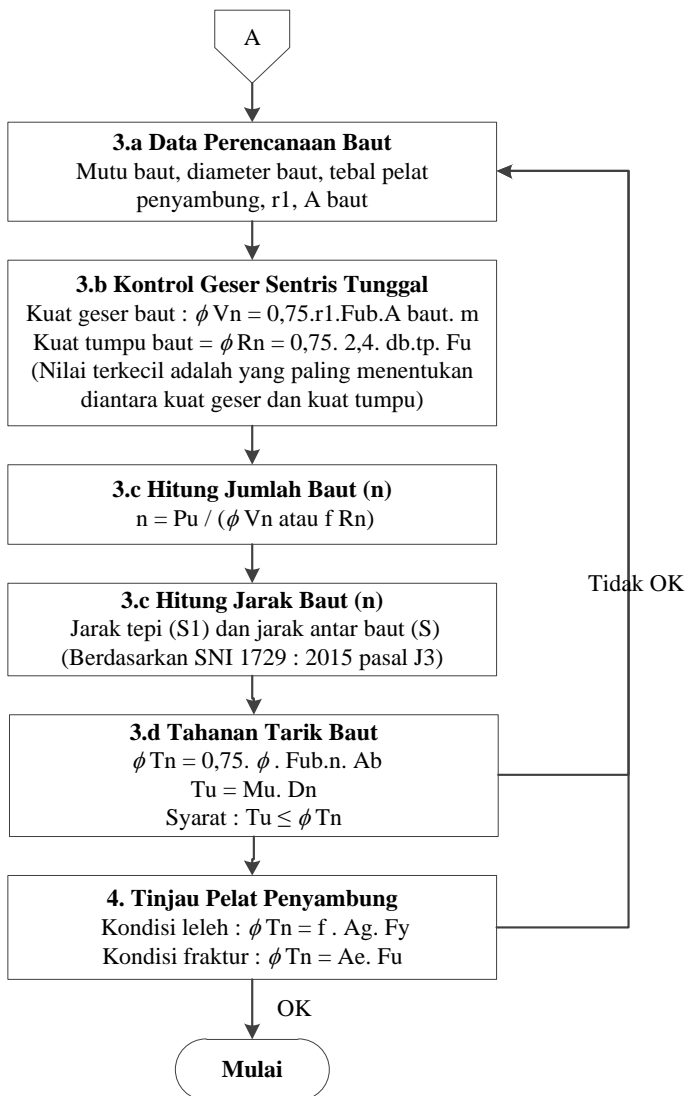 A
3.a Data Perencanaan Baut
Mutu baut, diameter baut, tebal pelat
penyambung, r1, A baut
3.b Kontrol Geser Sentris Tunggal
Kuat geser baut : ϕ Vn = 0,75.r1.Fub.A baut. m
Kuat tumpu baut = ϕ Rn = 0,75. 2,4. db.tp. Fu
(Nilai terkecil adalah yang paling menentukan
diantara kuat geser dan kuat tumpu)
3.c Hitung Jumlah Baut (n)
n = Pu / (ϕ Vn atau f Rn)
3.c Hitung Jarak Baut (n)
Jarak tepi (S1) dan jarak antar baut (S)
(Berdasarkan SNI 1729 : 2015 pasal J3)
Tidak OK
3.d Tahanan Tarik Baut
ϕ Tn = 0,75. ϕ . Fub.n. Ab
Tu = Mu. Dn
Syarat : Tu ≤ ϕ Tn
4. Tinjau Pelat Penyambung
Kondisi leleh : ϕ Tn = f . Ag. Fy
Kondisi fraktur : ϕ Tn = Ae. Fu
OK
Mulai